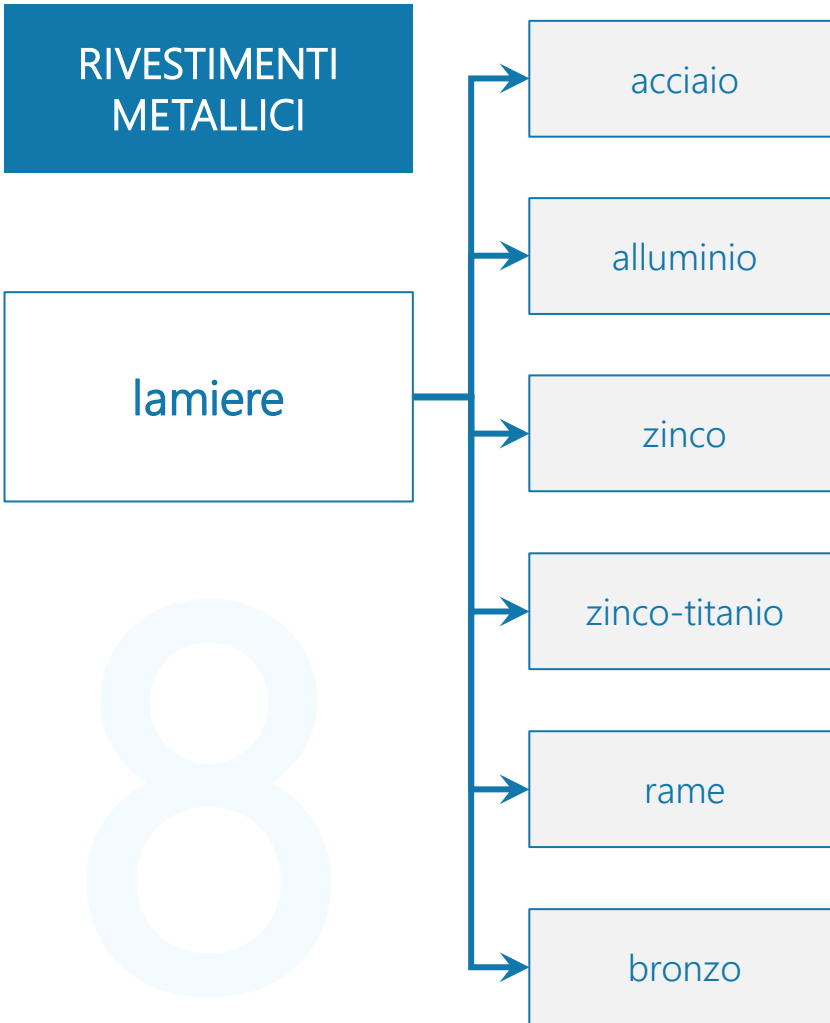 RIVESTIMENTI
METALLICI
lamiere
acciaio
alluminio
zinco
zinco-titanio
rame
bronzo
8